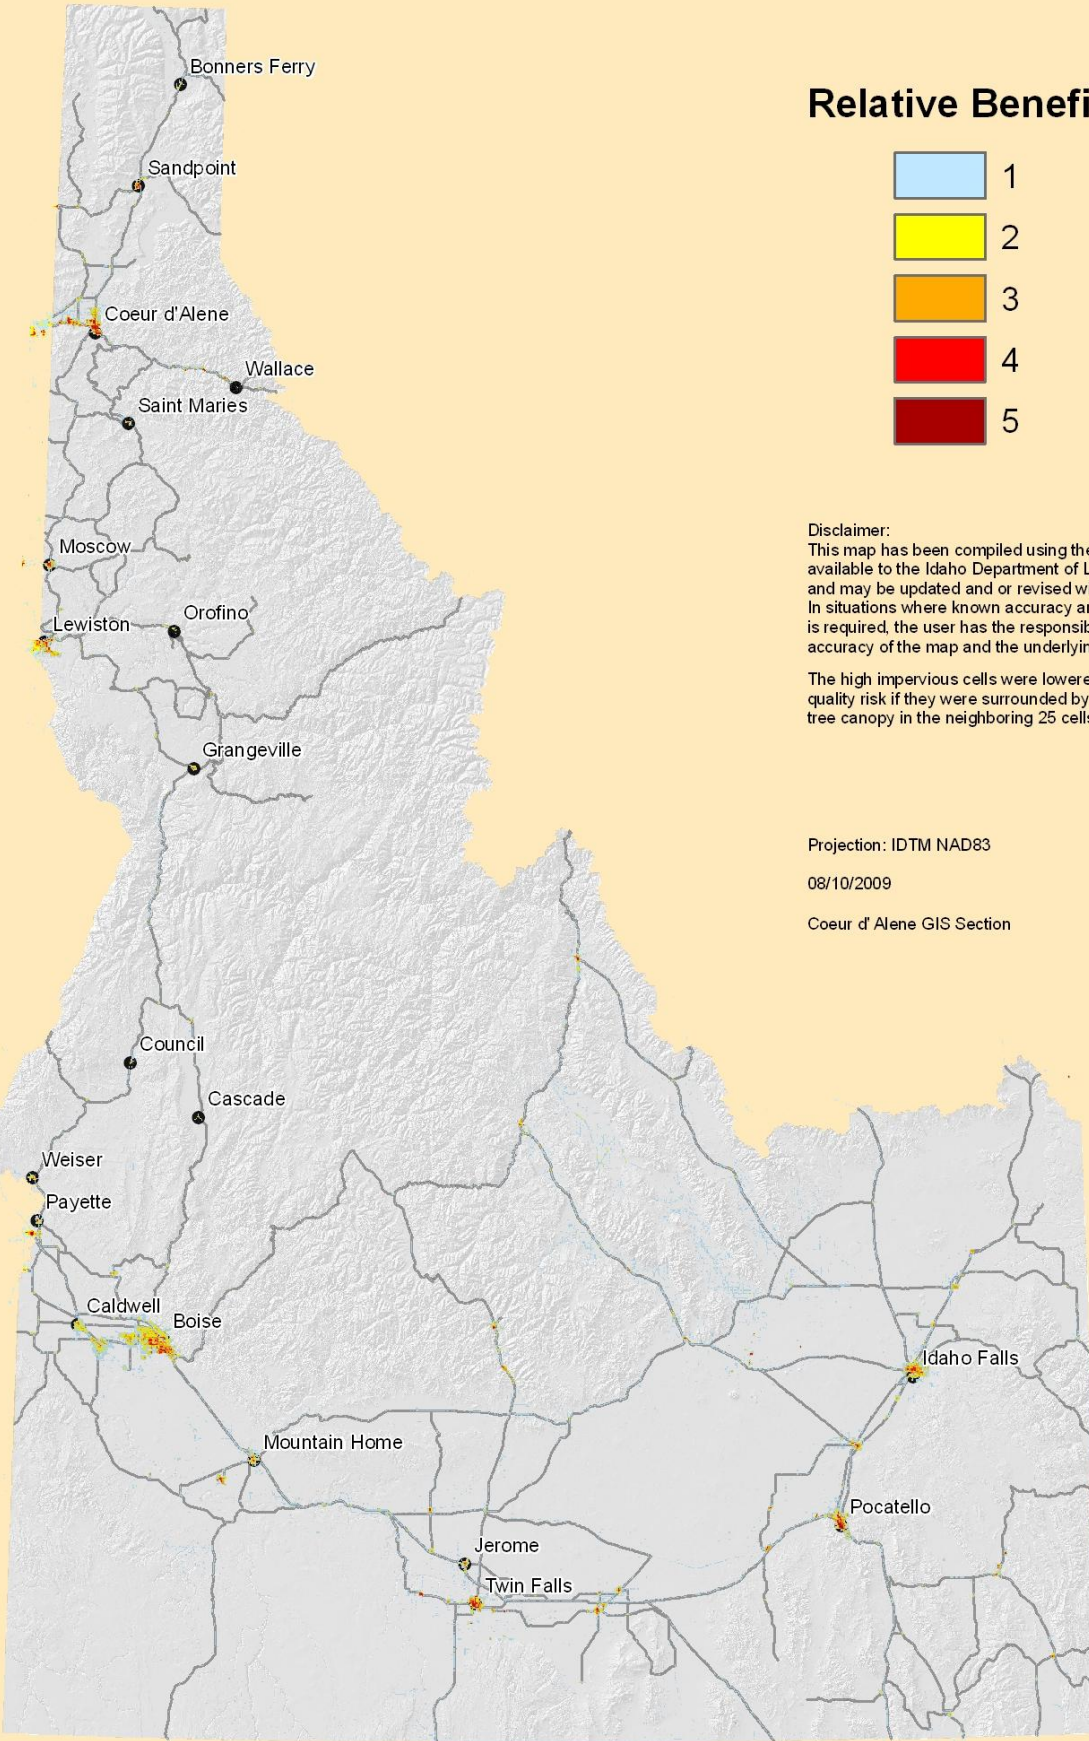 Bonners Ferry
Sandpoint
Coeur d'Alene
Wallace
Saint Maries
Moscow
Orofino
Lewiston
Grangeville
Council
Cascade
Weiser
Payette
Caldwell
Boise
Idaho Falls
Mountain Home
Pocatello
Jerome
Twin Falls
Relative Benefi
1
2
3
4
5
Disclaimer:
This map has been compiled using the
available to the Idaho Department of L
and may be updated and or revised w
In situations where known accuracy a
is required, the user has the responsib
accuracy of the map and the underlyin
The high impervious cells were lowere
quality risk if they were surrounded by
tree canopy in the neighboring 25 cells
Projection: IDTM NAD83
08/10/2009
Coeur d' Alene GIS Section